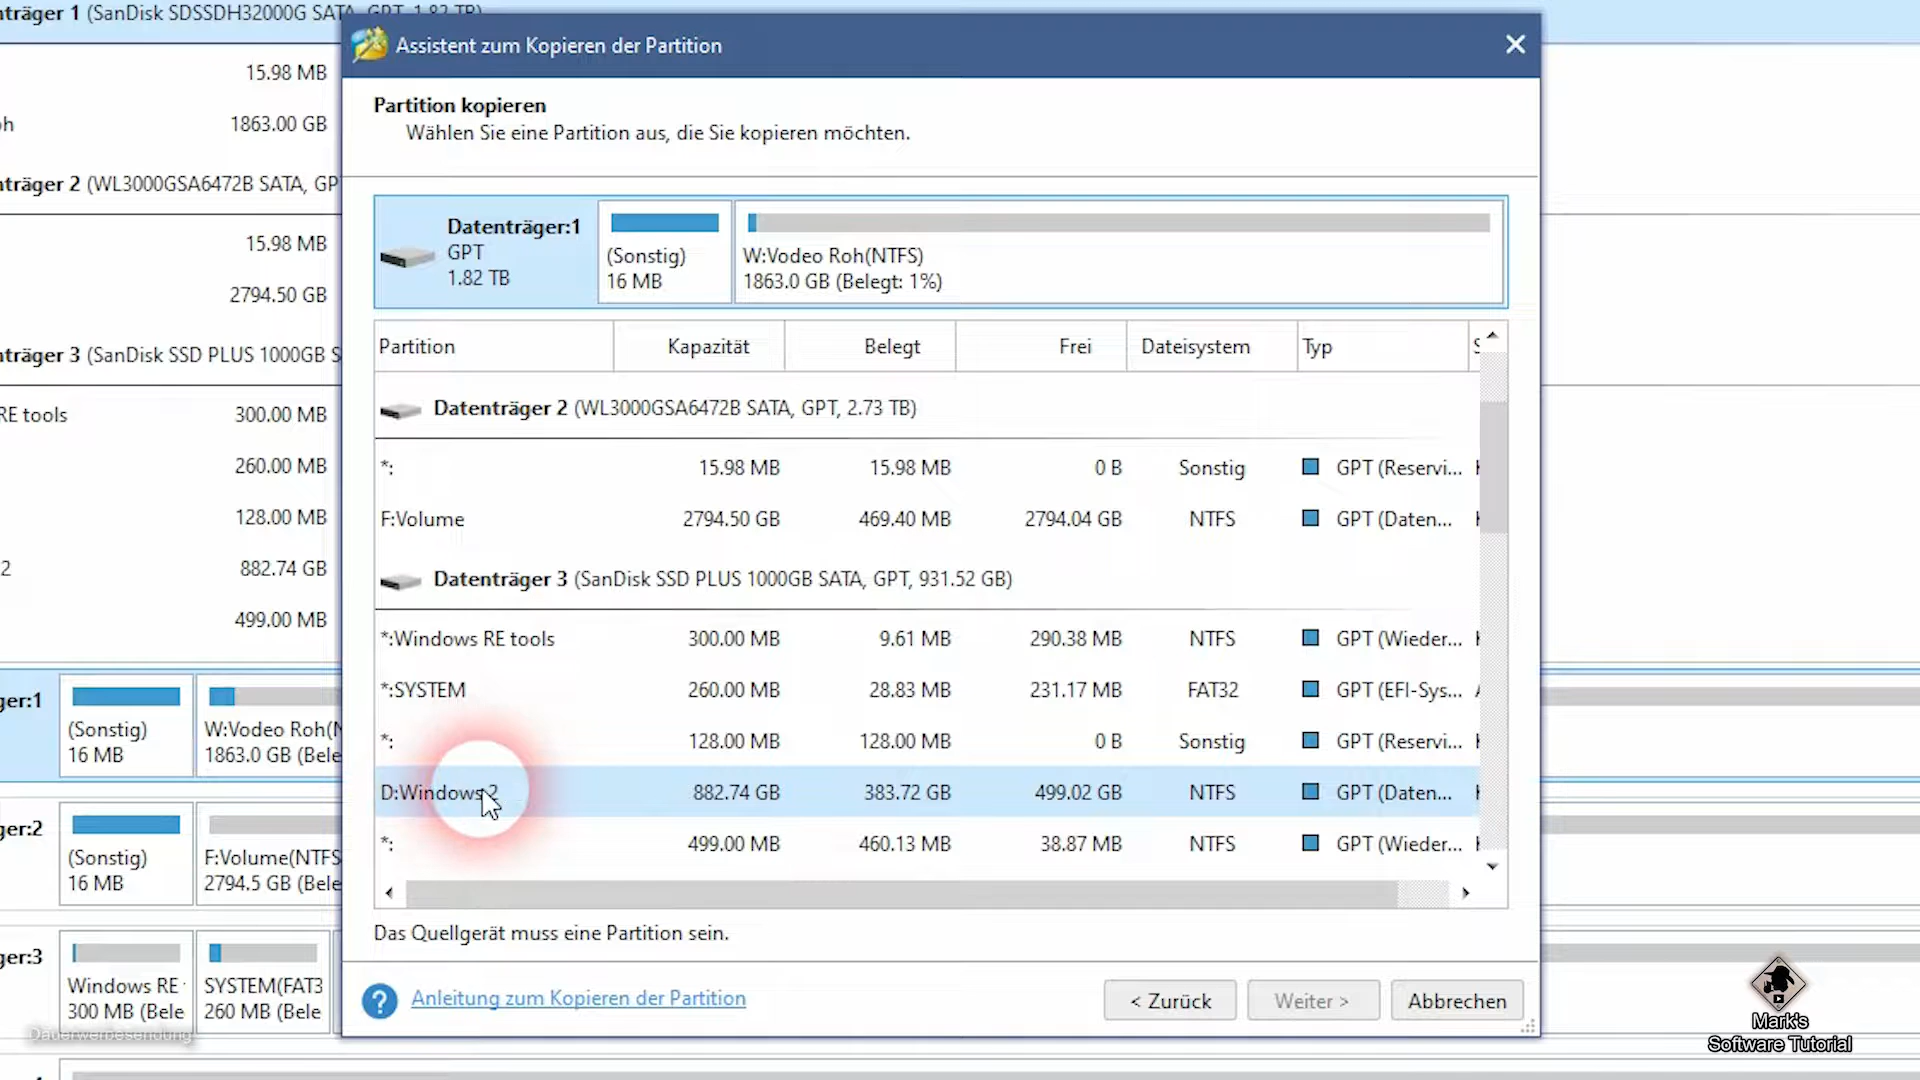 nträger 1 (SanDisk SDSSDH32000G SATA, GPT, 1.82 TB)
15.98 MB
oh 1863.00 GB
nträger 2 (WL3000GSA6472B SATA, GP
15.98 MB
2794.50 GB
nträger 3 (SanDisk SSD PLUS 1000GB S
RE tools 300.00 MB
260.00 MB
128.00 MB
2 882.74 GB
499.00 MB
ger:1
(Sonstig)
16 MB
W:Vodeo Roh(N
1863.0 GB (Bele
ger:2
(Sonstig)
16 MB
F:Volume(NTFS
2794.5 GB (Bele
ger:3
Windows RE
300 MB (Bele
SYSTEM(FAT3
260 MB (Bele
Dauerwerbesendung
Assistent zum Kopieren der Partition
Partition kopieren
Wählen Sie eine Partition aus, die Sie kopieren möchten.
Datenträger:1
GPT
1.82 TB
(Sonstig)
16 MB
W:Vodeo Roh(NTFS)
1863.0 GB (Belegt: 1%)
Partition Kapazität Belegt Frei Dateisystem Typ S
Datenträger 2 (WL3000GSA6472B SATA, GPT, 2.73 TB)
*: 15.98 MB 15.98 MB 0 B Sonstig GPT (Reservi...
F:Volume 2794.50 GB 469.40 MB 2794.04 GB NTFS GPT (Daten...
Datenträger 3 (SanDisk SSD PLUS 1000GB SATA, GPT, 931.52 GB)
*:Windows RE tools 300.00 MB 9.61 MB 290.38 MB NTFS GPT (Wieder...
*:SYSTEM 260.00 MB 28.83 MB 231.17 MB FAT32 GPT (EFI-Sys...
*: 128.00 MB 128.00 MB 0 B Sonstig GPT (Reservi...
D:Windows 2 882.74 GB 383.72 GB 499.02 GB NTFS GPT (Daten...
*: 499.00 MB 460.13 MB 38.87 MB NTFS GPT (Wieder...
Das Quellgerät muss eine Partition sein.
? Anleitung zum Kopieren der Partition
< Zurück
Weiter >
Abbrechen
Mark's
Software Tutorial